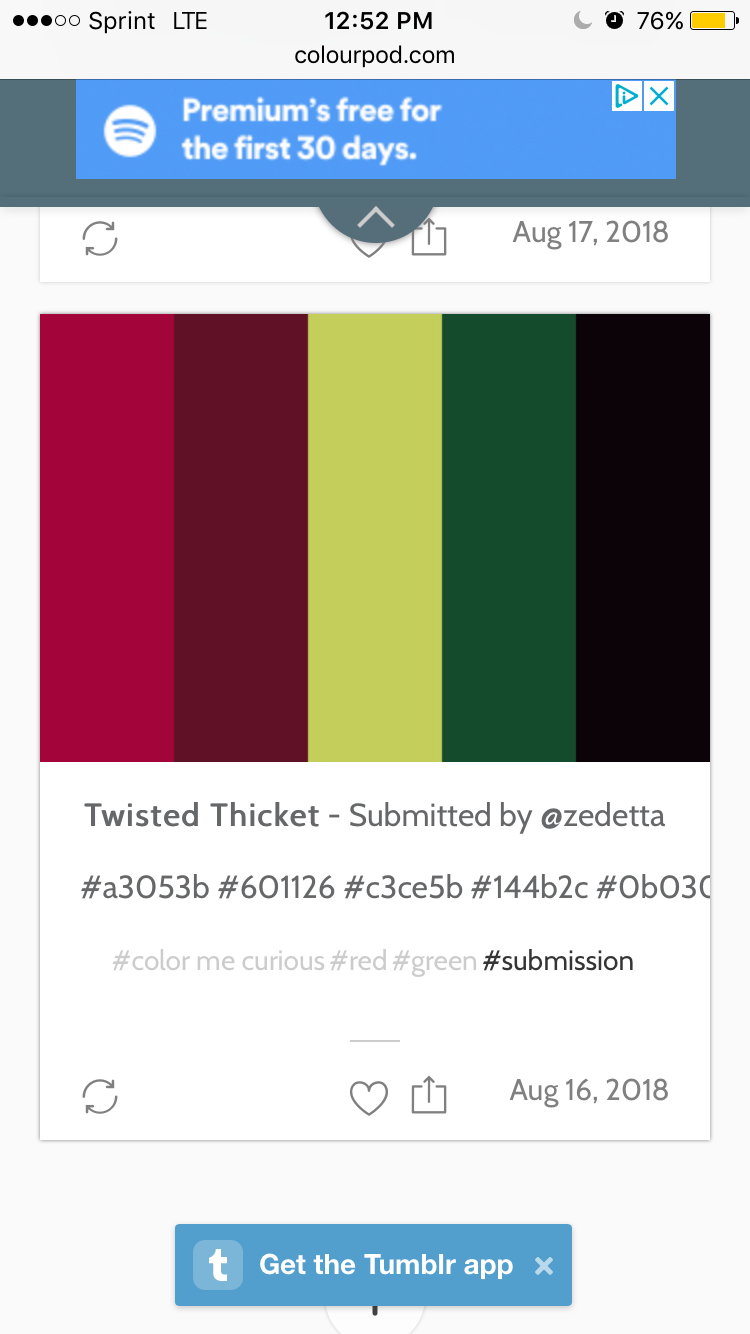 Sprint LTE 12:52 PM 76%
colourpod.com
Premium's free for
the first 30 days.
Aug 17, 2018
Twisted Thicket - Submitted by @zedetta
#a3053b #601126 #c3ce5b #144b2c #0b030
#color me curious #red #green #submission
Aug 16, 2018
t Get the Tumblr app ×